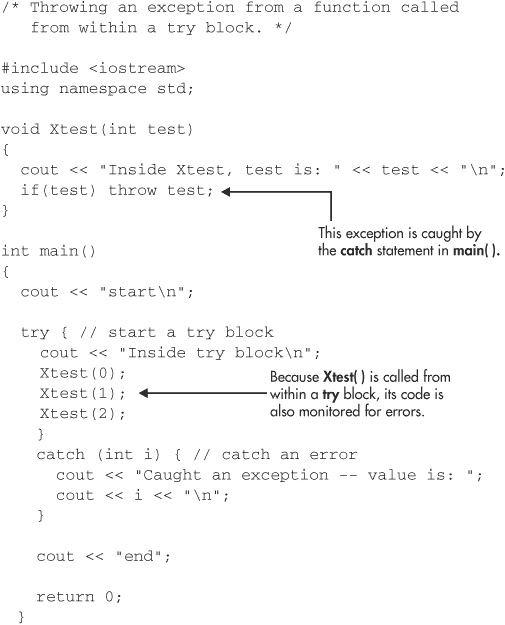 /* Throwing an exception from a function called
from within a try block. */
#include <iostream>
using namespace std;
void Xtest(int test)
{
cout << "Inside Xtest, test is: " << test << "\n";
if(test) throw test;
}
This exception is caught by
the catch statement in main( ).
int main()
{
cout << "start\n";
try { // start a try block
cout << "Inside try block\n";
Xtest(0);
Xtest(1);
Xtest(2);
Because Xtest( ) is called from
within a try block, its code is
also monitored for errors.
}
catch (int i) { // catch an error
cout << "Caught an exception -- value is: ";
cout << i << "\n";
}
cout << "end";
return 0;
}